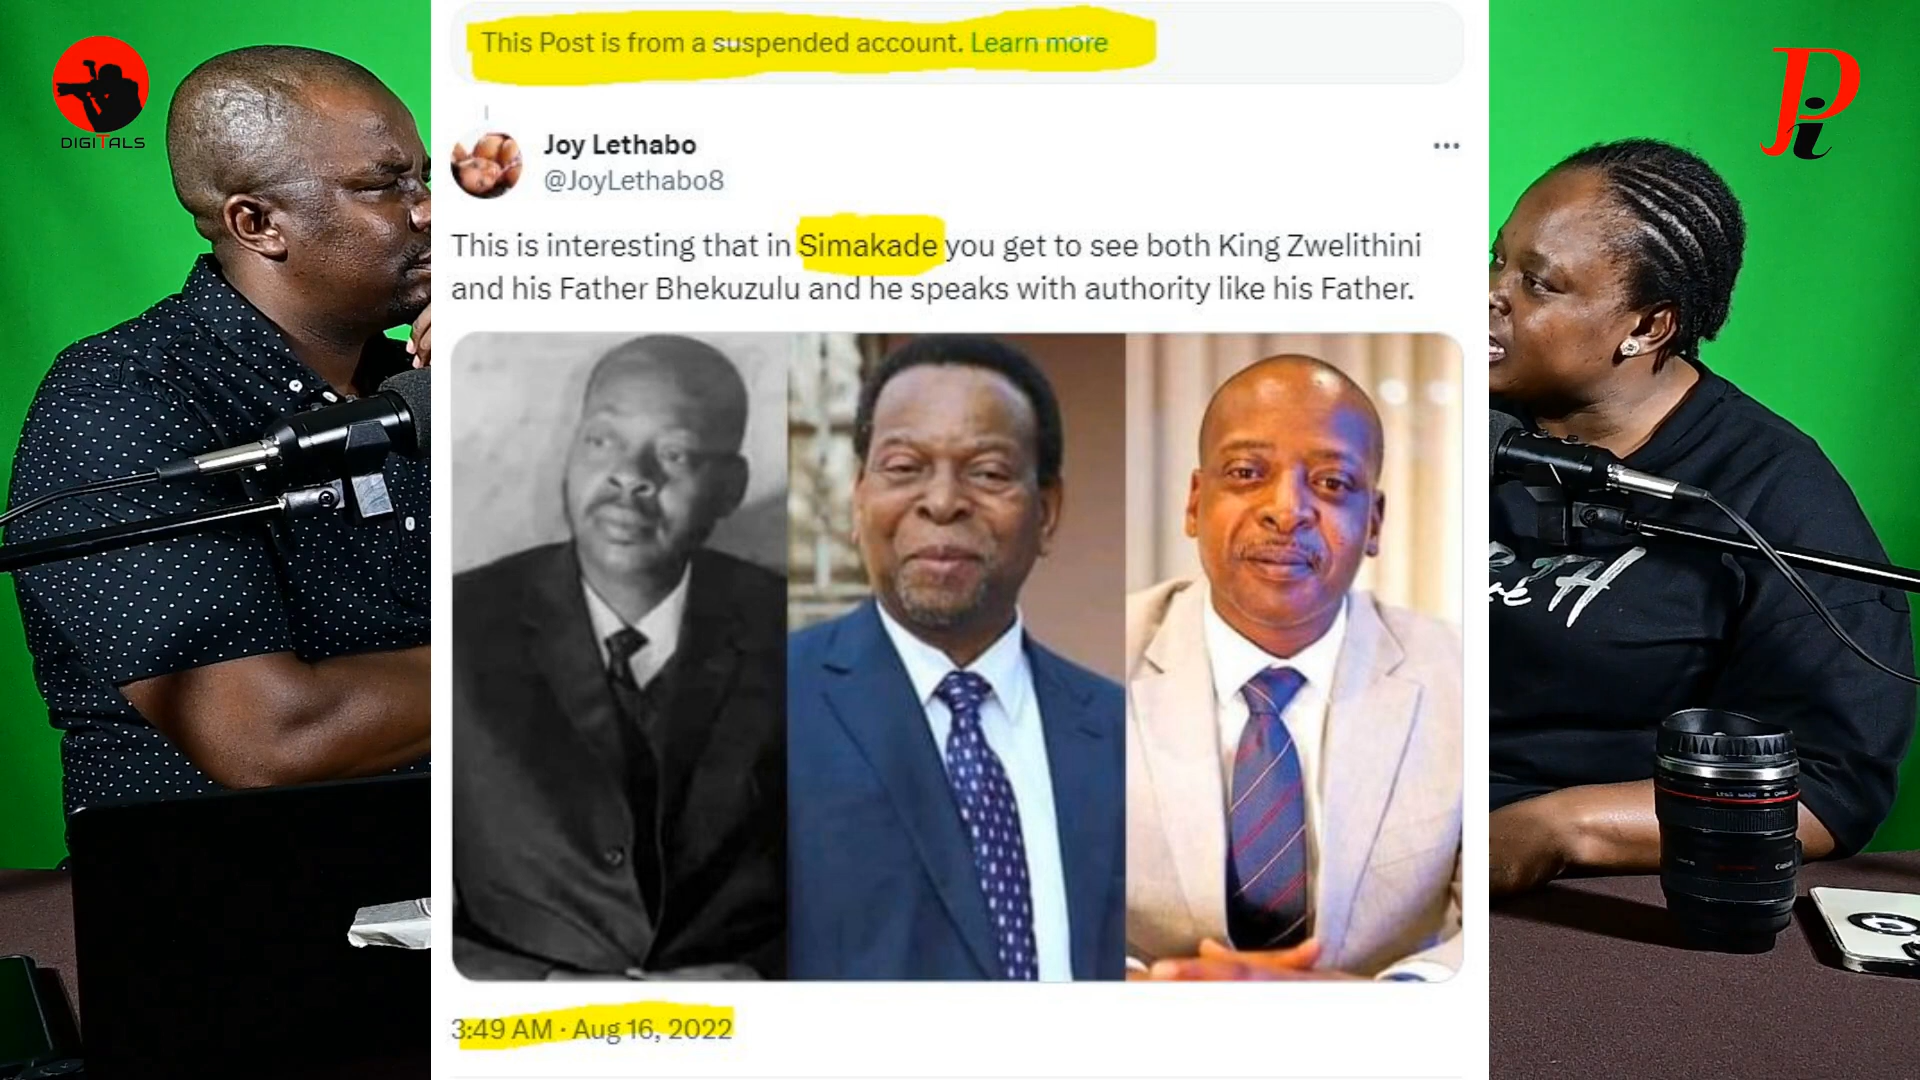 This Post is from a suspended account. Learn more
DIGITALS
Pi
Joy Lethabo
@JoyLethabo8
This is interesting that in Simakade you get to see both King Zwelithini
and his Father Bhekuzulu and he speaks with authority like his Father.
3:49 AM · Aug 16, 2022
Canon